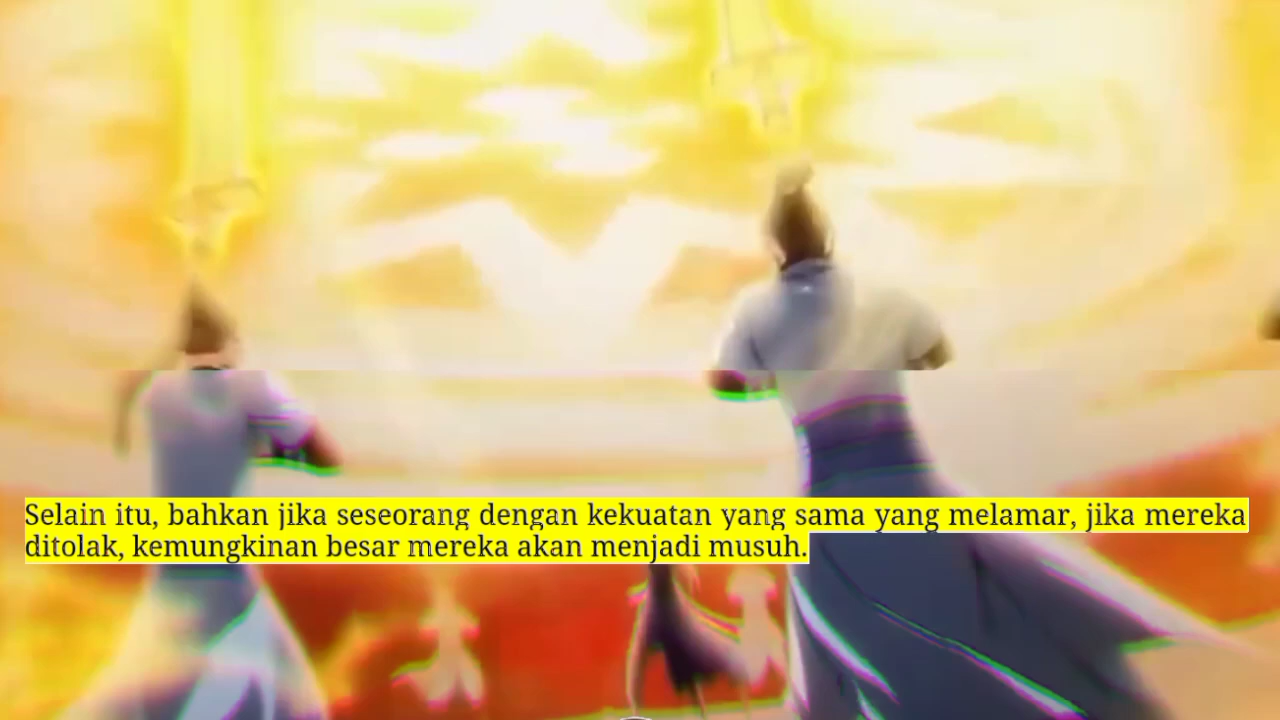 Selain itu, bahkan jika seseorang dengan kekuatan yang sama yang melamar, jika mereka
ditolak, kemungkinan besar mereka akan menjadi musuh.